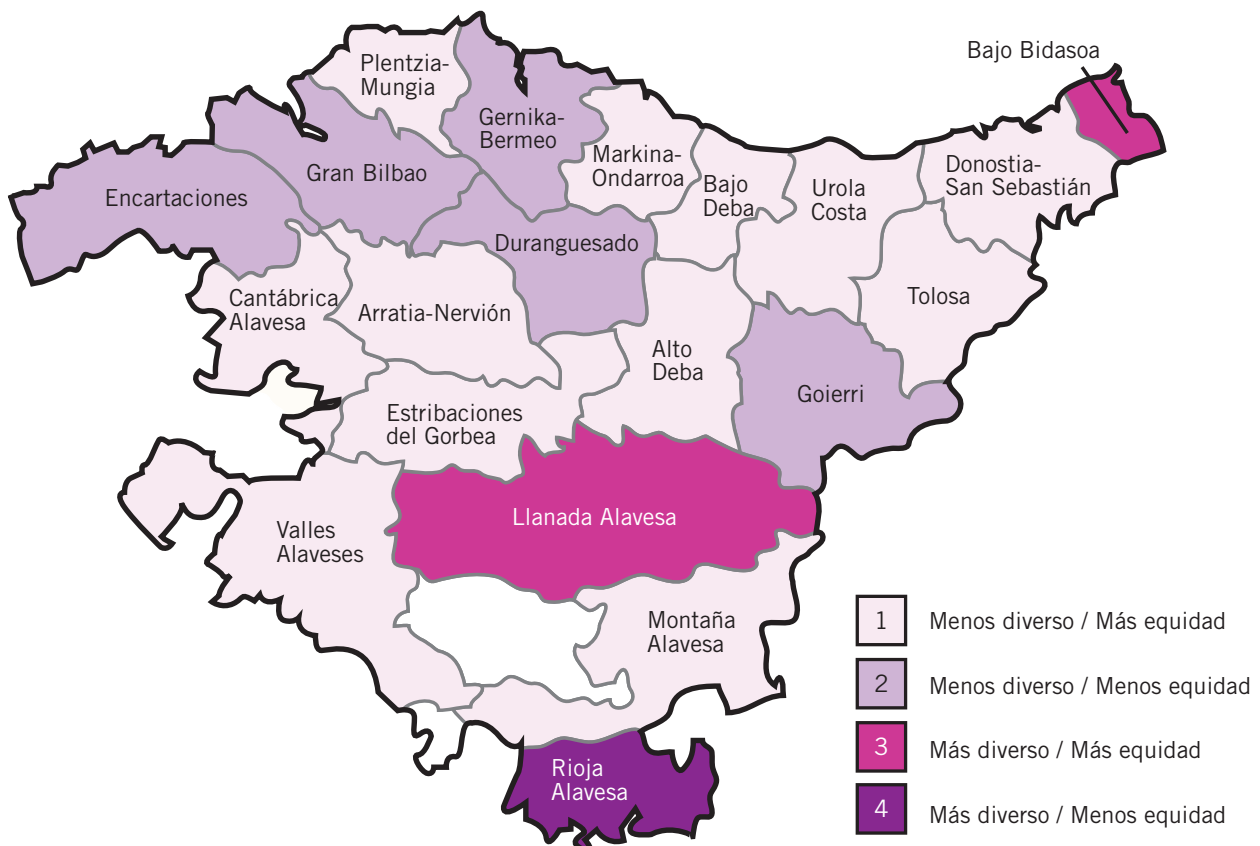 Plentzia-
Mungia
Bajo Bidasoa
Gernika-
Bermeo
Gran Bilbao
Markina-
Ondarroa
Bajo
Deba
Urola
Costa
Donostia-
San Sebastián
Encartaciones
Duranguesado
Cantábrica
Alavesa
Arratia-Nervión
Tolosa
Alto
Deba
Goierri
Estribaciones
del Gorbea
Llanada Alavesa
Valles
Alaveses
Montaña
Alavesa
Rioja
Alavesa
1 Menos diverso / Más equidad
2 Menos diverso / Menos equidad
3 Más diverso / Más equidad
4 Más diverso / Menos equidad